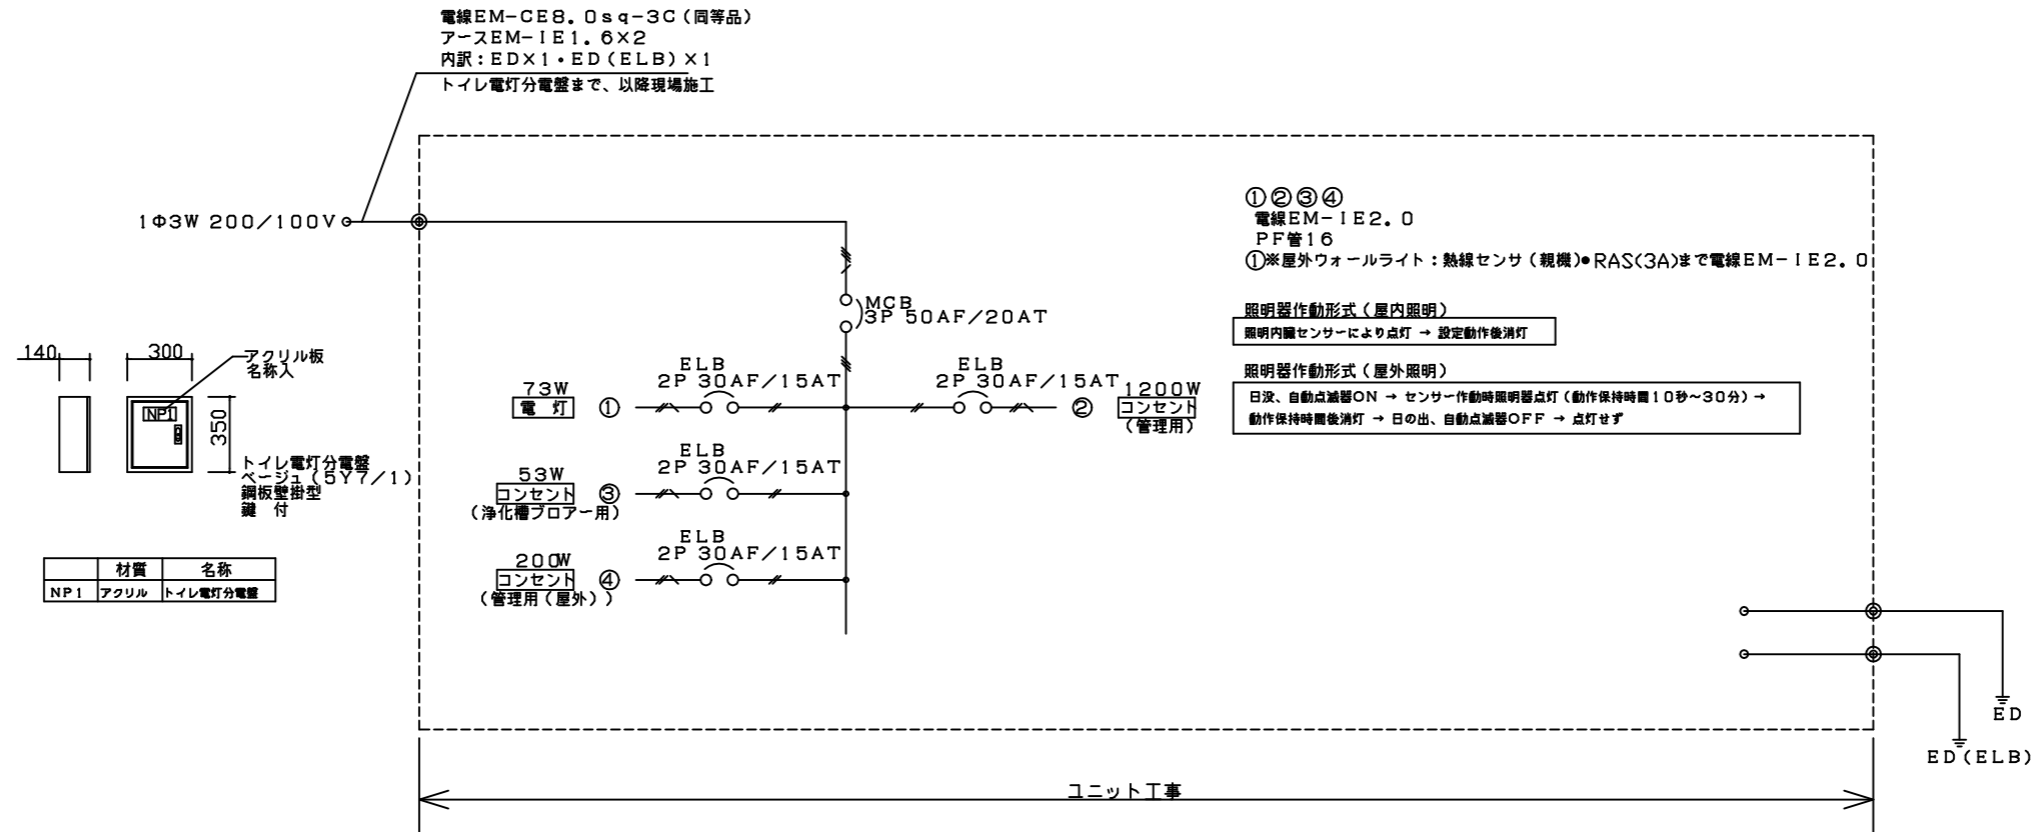 電線EM-CE8.0sq-3C(同等品)
アースEM-IE1.6×2
内訳:ED×1・ED(ELB)×1
トイレ電灯分電盤まで、以降現場施工
1Φ3W 200/100V
①②③④
電線EM-IE2.0
PF管16
①※屋外ウォールライト:熱線センサ(親機)•RAS(3A)まで電線EM-IE2.0
MCB
3P 50AF/20AT
照明器作動形式(屋内照明)
照明内臓センサーにより点灯 → 設定動作後消灯
照明器作動形式(屋外照明)
日没、自動点滅器ON → センサー作動時照明器点灯(動作保持時間10秒~30分) →
動作保持時間後消灯 → 日の出、自動点滅器OFF → 点灯せず
140
300
アクリル板
名称入
NP1
350
トイレ電灯分電盤
ベージュ(5Y7/1)
鋼板壁掛型
鍵 付
ELB
2P 30AF/15AT
73W
電 灯
①
ELB
2P 30AF/15AT
②
1200W
コンセント
(管理用)
ELB
2P 30AF/15AT
53W
コンセント
③
(浄化槽ブロアー用)
ELB
2P 30AF/15AT
200W
コンセント
④
(管理用(屋外))
材質 名称
NP1 アクリル トイレ電灯分電盤
ED
ED(ELB)
ユニット工事